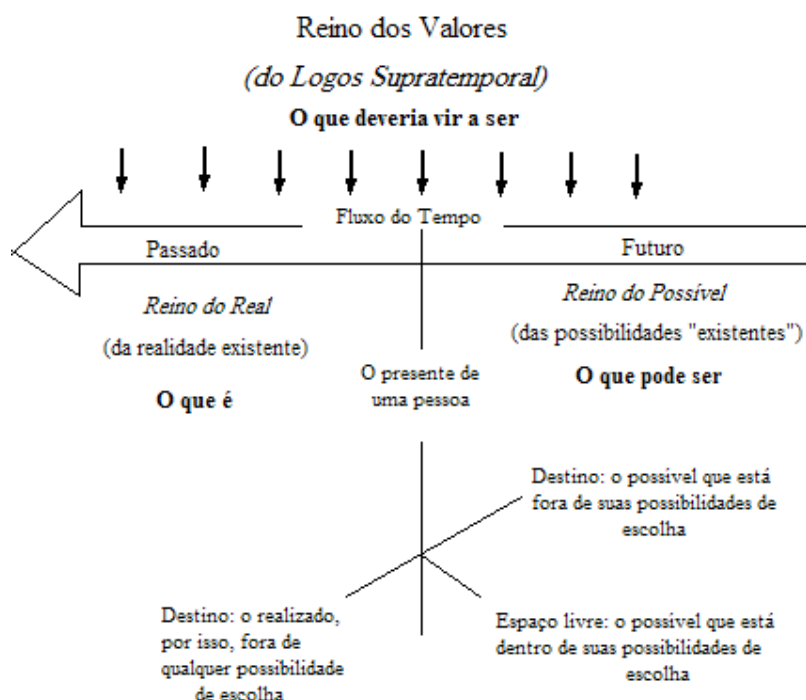 Reino dos Valores
(do Logos Supratemporal)
O que deveria vir a ser
Fluxo do Tempo
Passado
Futuro
Reino do Real
(da realidade existente)
O que é
Reino do Possível
(das possibilidades "existentes")
O que pode ser
O presente de
uma pessoa
Destino: o possível que está
fora de suas possibilidades de
escolha
Destino: o realizado,
por isso, fora de
qualquer possibilidade
de escolha
Espaço livre: o possível que está
dentro de suas possibilidades de
escolha